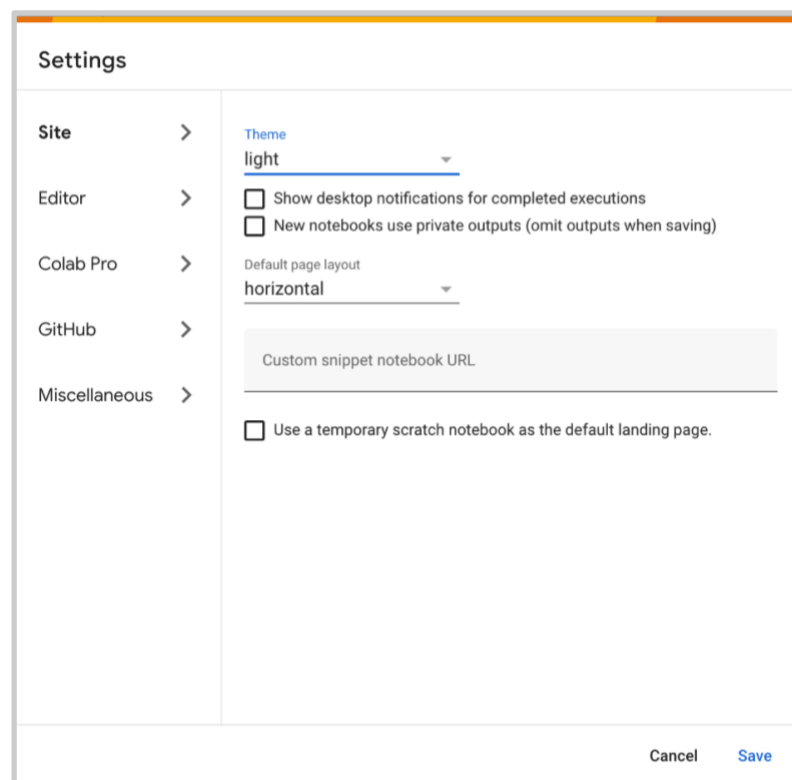 Settings
Site
Editor
Colab Pro
GitHub
Miscellaneous
Theme
light
Show desktop notifications for completed executions
New notebooks use private outputs (omit outputs when saving)
Default page layout
horizontal
Custom snippet notebook URL
Use a temporary scratch notebook as the default landing page.
Cancel Save